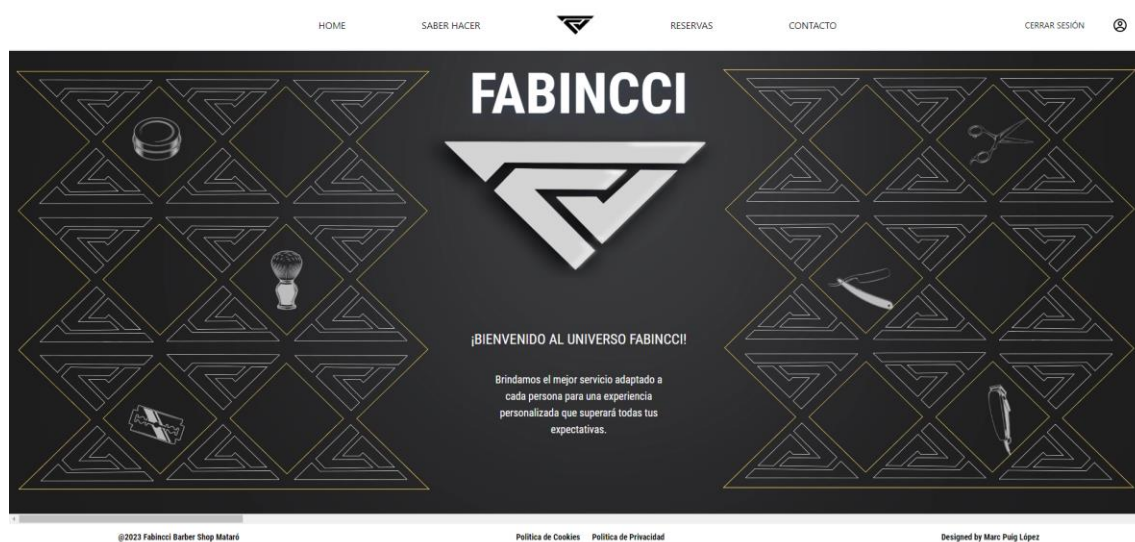 HOME SABER HACER RESERVAS CONTACTO CERRAR SESIÓN
FABINCCI
¡BIENVENIDO AL UNIVERSO FABINCCI!
Brindamos el mejor servicio adaptado a
cada persona para una experiencia
personalizada que superará todas tus
expectativas.
@2023 Fabincci Barber Shop Mataró Politica de Cookies Politica de Privacidad Designed by Marc Puig López